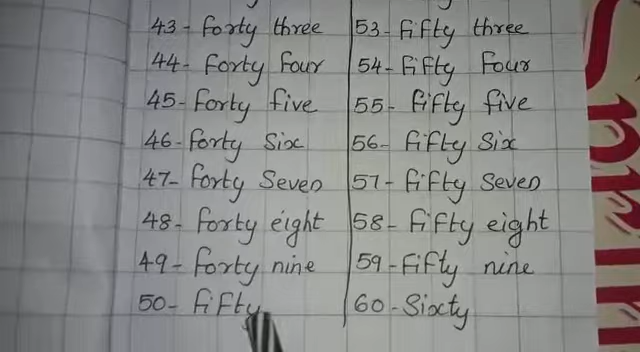 43 - forty three
44 - forty four
45 - forty five
46 - forty six
47 - forty seven
48 - forty eight
49 - forty nine
50 - fifty
53 - fifty three
54 - fifty four
55 - fifty five
56 - fifty six
57 - fifty seven
58 - fifty eight
59 - fifty nine
60 - Sixty